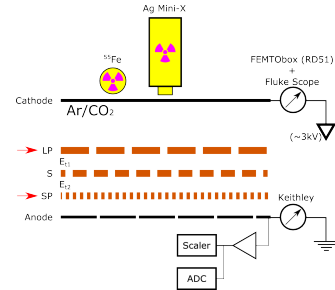 Ag Mini-X
⁵⁵Fe
FEMTObox (RD51)
+
Fluke Scope
Cathode
Ar/CO₂
(~3kV)
LP
Eₜ₁
S
Eₜ₂
SP
Keithley
Anode
Scaler
ADC